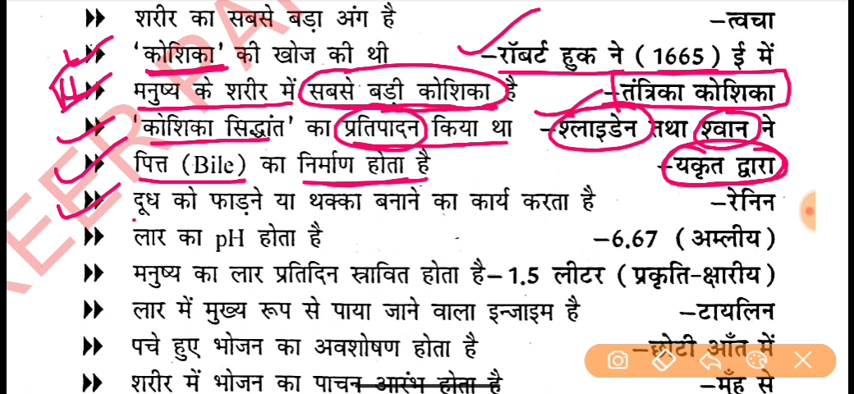 शरीर का सबसे बड़ा अंग है –त्वचा
'कोशिका' की खोज की थी –रॉबर्ट हुक ने ( 1665 ) ई में
मनुष्य के शरीर में सबसे बड़ी कोशिका है –तंत्रिका कोशिका
'कोशिका सिद्धांत' का प्रतिपादन किया था –श्लाइडेन तथा श्वान ने
पित्त (Bile) का निर्माण होता है –यकृत द्वारा
दूध को फाड़ने या थक्का बनाने का कार्य करता है –रेनिन
लार का pH होता है –6.67 ( अम्लीय )
मनुष्य का लार प्रतिदिन स्रावित होता है– 1.5 लीटर ( प्रकृति–क्षारीय )
लार में मुख्य रूप से पाया जाने वाला इन्जाइम है –टायलिन
पचे हुए भोजन का अवशोषण होता है –छोटी आँत में
शरीर में भोजन का पाचन आरंभ होता है –मुँह से